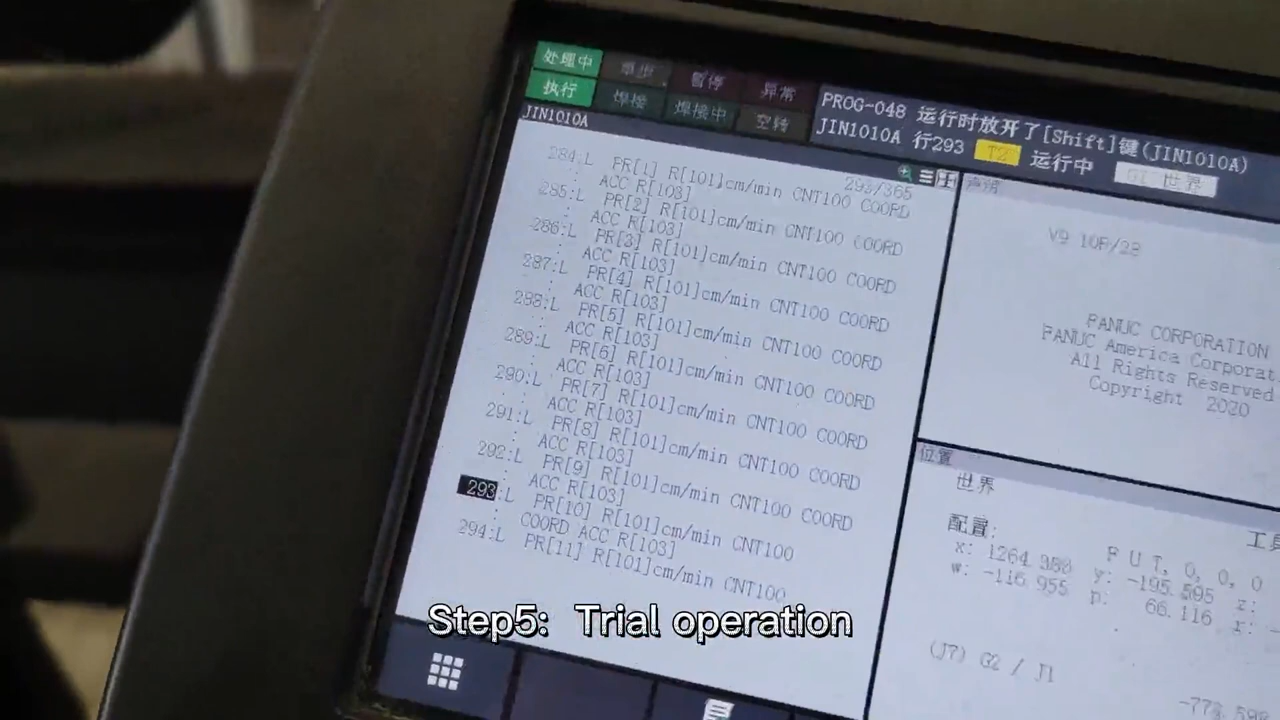 处理中 单步 暂停 异常
执行 焊接 焊接中 空转
PROG-048 运行时放开了[Shift]键(JIN1010A)
JIN1010A 行293 T2 运行中 世界
JIN1010A
293/365
284:L PR[1] R[101]cm/min CNT100 COORD
: ACC R[103]
285:L PR[2] R[101]cm/min CNT100 COORD
: ACC R[103]
286:L PR[3] R[101]cm/min CNT100 COORD
: ACC R[103]
287:L PR[4] R[101]cm/min CNT100 COORD
: ACC R[103]
288:L PR[5] R[101]cm/min CNT100 COORD
: ACC R[103]
289:L PR[6] R[101]cm/min CNT100 COORD
: ACC R[103]
290:L PR[7] R[101]cm/min CNT100 COORD
: ACC R[103]
291:L PR[8] R[101]cm/min CNT100 COORD
: ACC R[103]
292:L PR[9] R[101]cm/min CNT100 COORD
: ACC R[103]
293:L PR[10] R[101]cm/min CNT100
: COORD ACC R[103]
294:L PR[11] R[101]cm/min CNT100
声明
V9.10P/28
FANUC CORPORATION
FANUC America Corporat
All Rights Reserved
Copyright 2020
位置
世界
配置: F U T, 0, 0, 0
x: 1264.980 y: -195.595 z:
w: -116.955 p: 66.116 r: -
(J7) G2 / J1
Step5: Trial operation